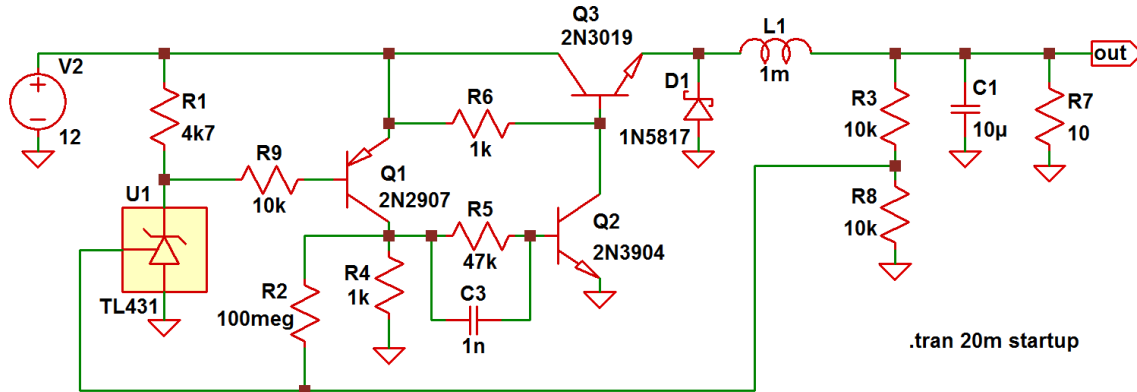 Q3
2N3019
L1
1m
out
V2
12
R1
4k7
R6
1k
D1
1N5817
R3
10k
C1
10µ
R7
10
R9
10k
Q1
2N2907
U1
TL431
R5
47k
Q2
2N3904
R8
10k
R2
100meg
R4
1k
C3
1n
.tran 20m startup